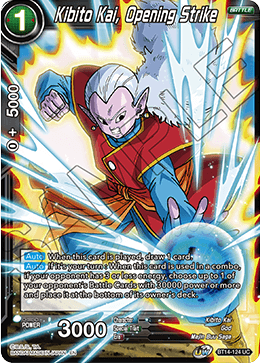 1
Kibito Kai, Opening Strike
BATTLE
0 + 5000
Auto When this card is played, draw 1 card.
Auto If it's your turn : When this card is used in a combo,
if your opponent has 3 or less energy, choose up to 1
of your opponent's Battle Cards with 30000 power or more
and place it at the bottom of its owner's deck.
Kibito Kai
God
Majin Buu Saga
POWER
3000
BT14-124 UC